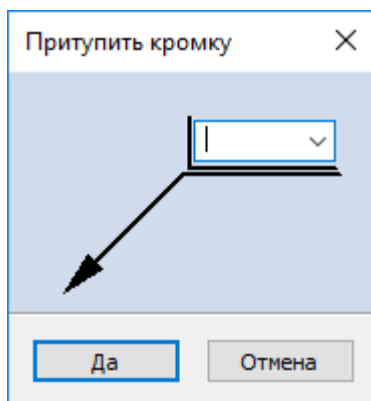 Притупить кромку
Да
Отмена